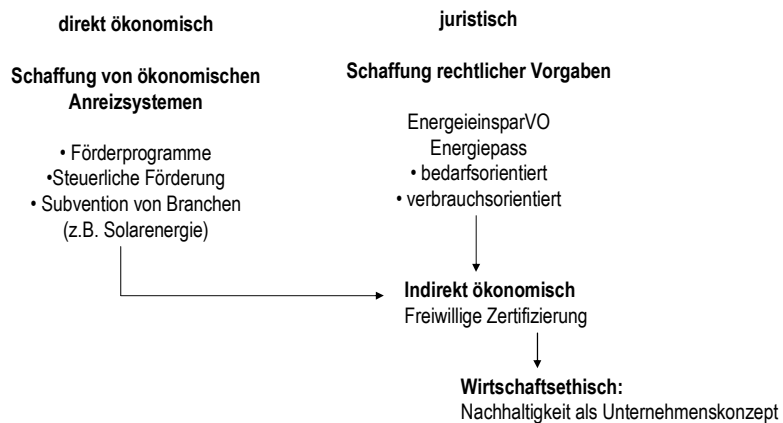 direkt ökonomisch
Schaffung von ökonomischen
Anreizsystemen
• Förderprogramme
•Steuerliche Förderung
• Subvention von Branchen
(z.B. Solarenergie)
juristisch
Schaffung rechtlicher Vorgaben
EnergeieinsparVO
Energiepass
• bedarfsorientiert
• verbrauchsorientiert
Indirekt ökonomisch
Freiwillige Zertifizierung
Wirtschaftsethisch:
Nachhaltigkeit als Unternehmenskonzept